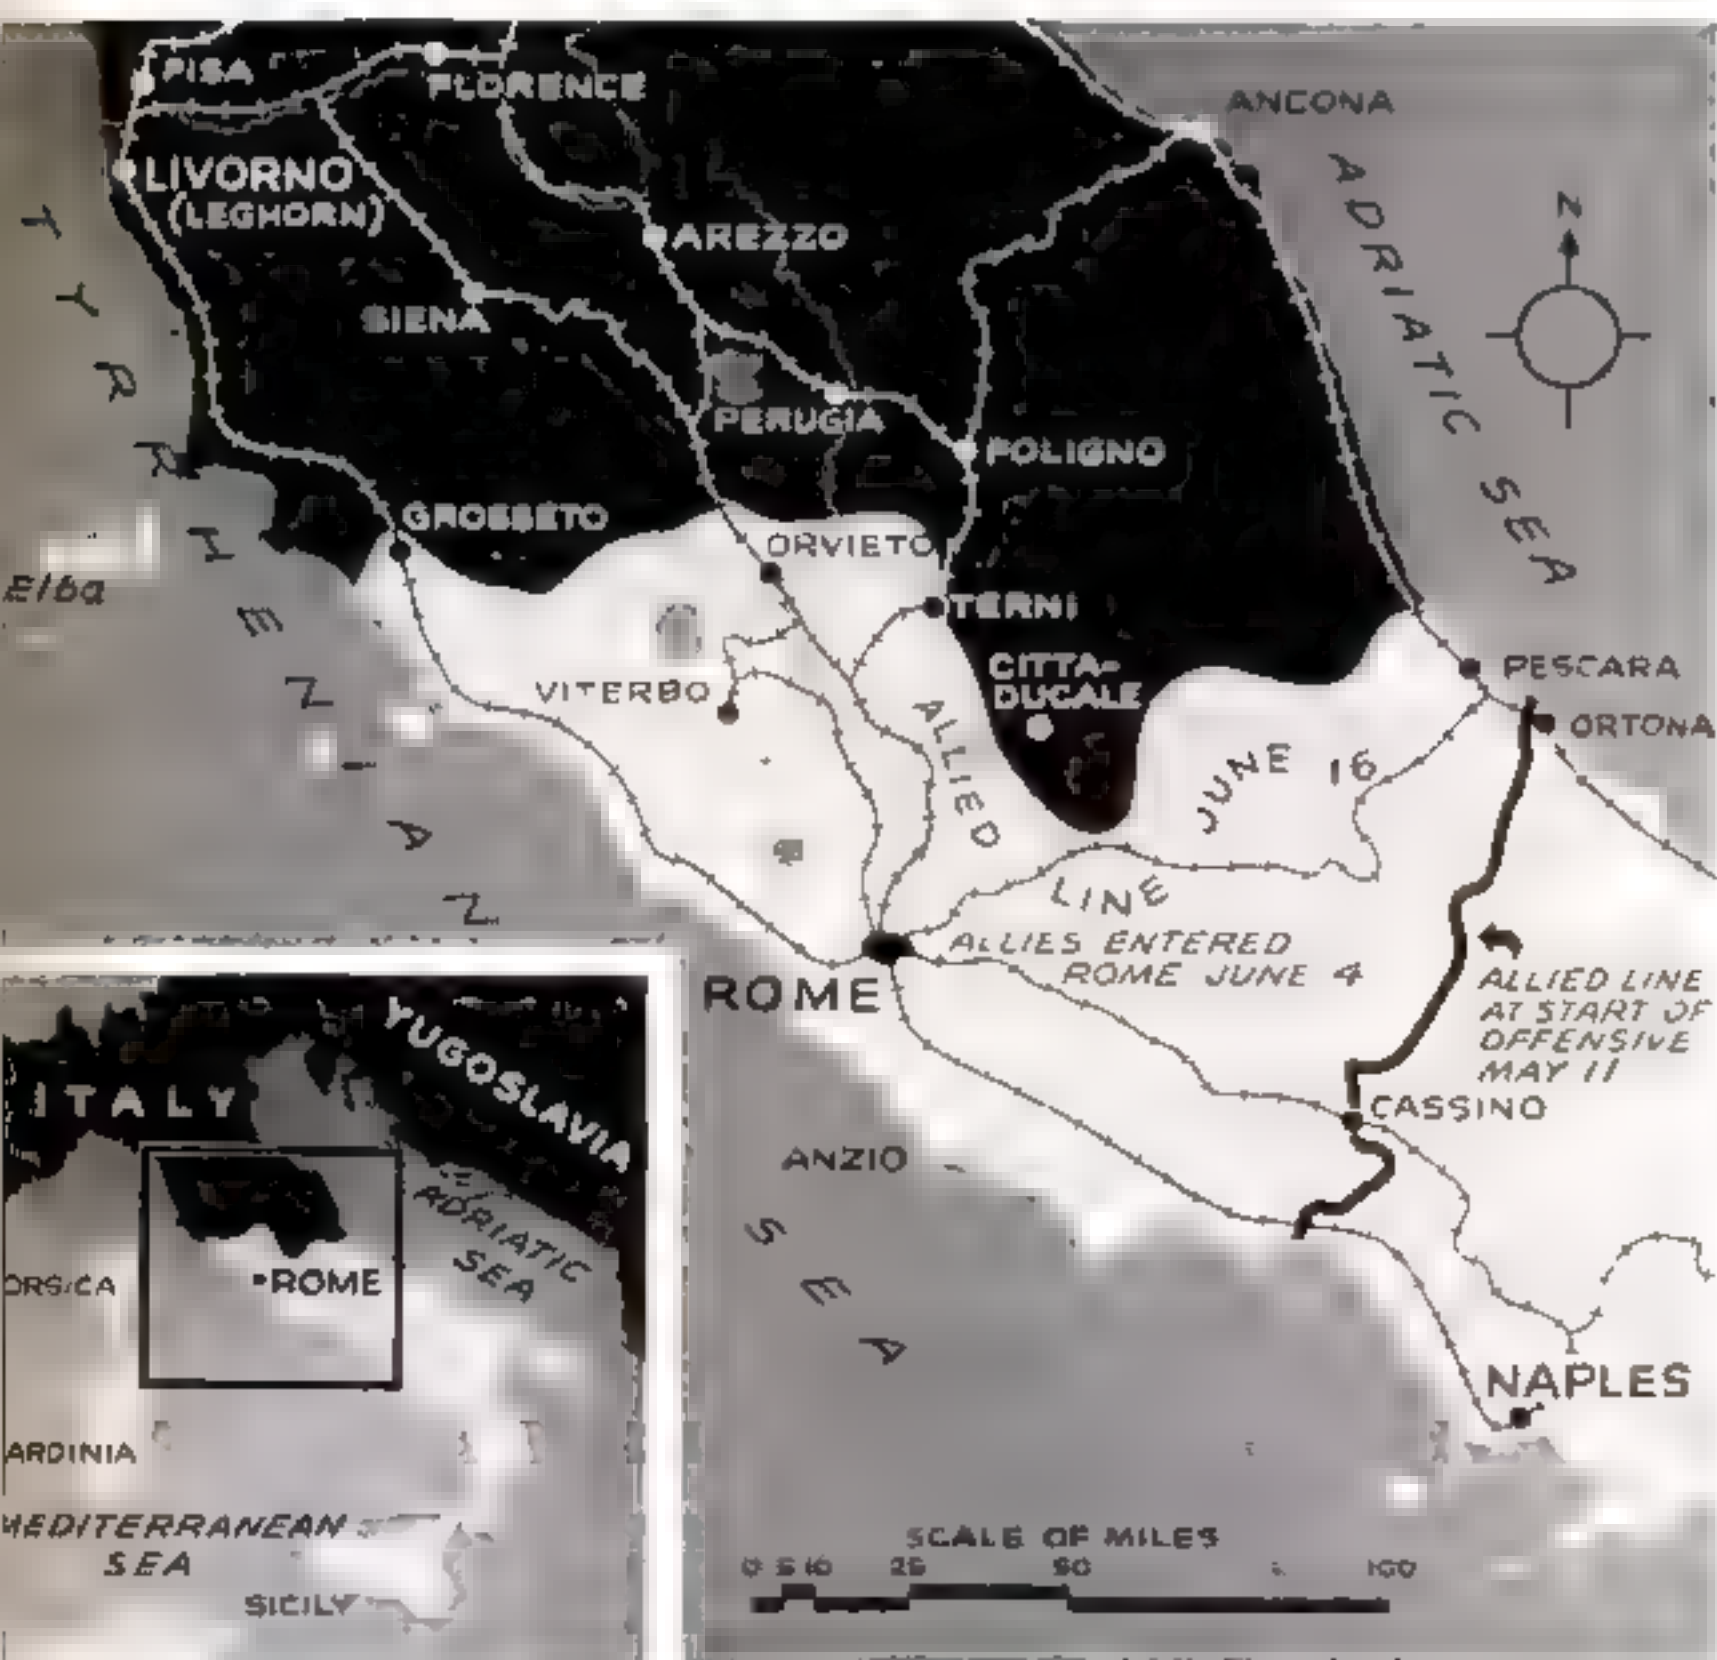 PISA
FLORENCE
ANCONA
LIVORNO
(LEGHORN)
AREZZO
SIENA
PERUGIA
FOLIGNO
GROSSETO
ORVIETO
Elba
TERNI
CITTA-
DUCALE
VITERBO
PESCARA
ORTONA
ADRIATIC SEA
N
TYRRHENIAN
SEA
ALLIED
LINE
JUNE 16
ALLIES ENTERED
ROME JUNE 4
ROME
ALLIED LINE
AT START OF
OFFENSIVE
MAY 11
CASSINO
ANZIO
NAPLES
SCALE OF MILES
0 5 10 25 50 100
YUGOSLAVIA
ITALY
ADRIATIC
SEA
ORSICA
ROME
ARDINIA
MEDITERRANEAN
SEA
SICILY